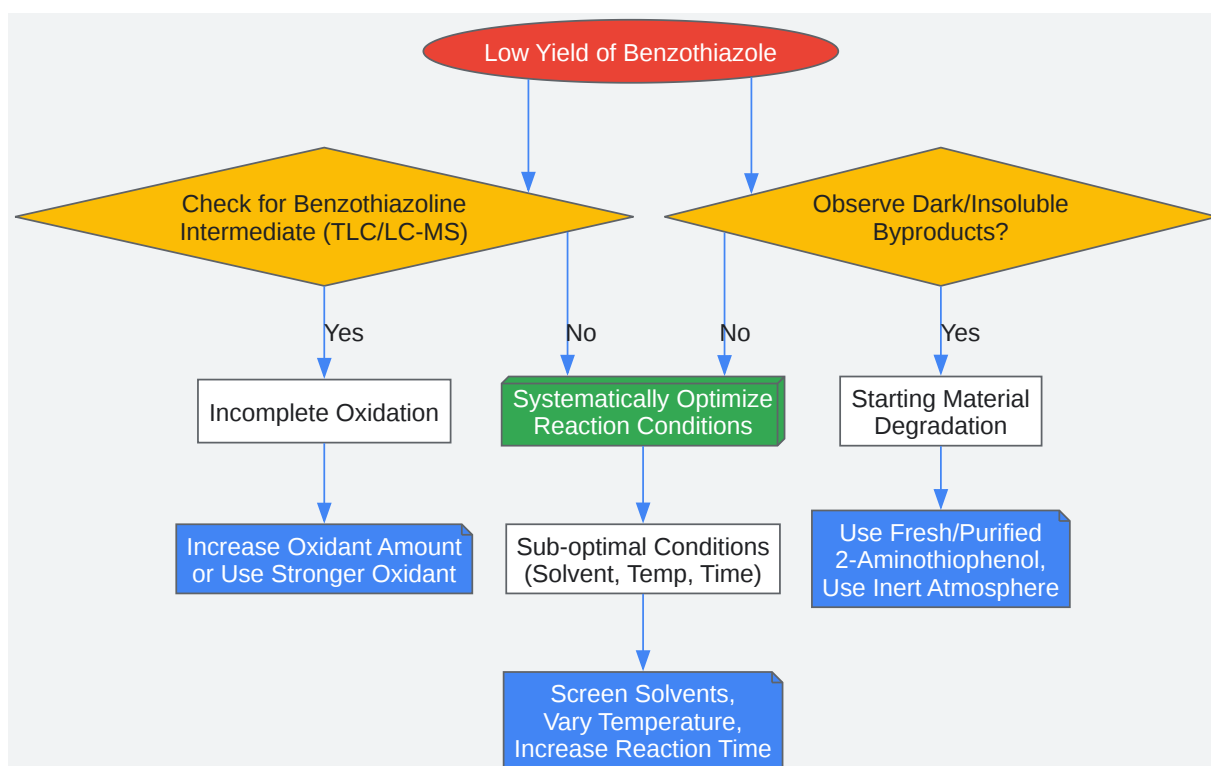 Low Yield of Benzothiazole
Check for Benzothiazoline
Intermediate (TLC/LC-MS)
Observe Dark/Insoluble
Byproducts?
Yes
No
No
Yes
Incomplete Oxidation
Systematically Optimize
Reaction Conditions
Starting Material
Degradation
Increase Oxidant Amount
or Use Stronger Oxidant
Sub-optimal Conditions
(Solvent, Temp, Time)
Use Fresh/Purified
2-Aminothiophenol,
Use Inert Atmosphere
Screen Solvents,
Vary Temperature,
Increase Reaction Time